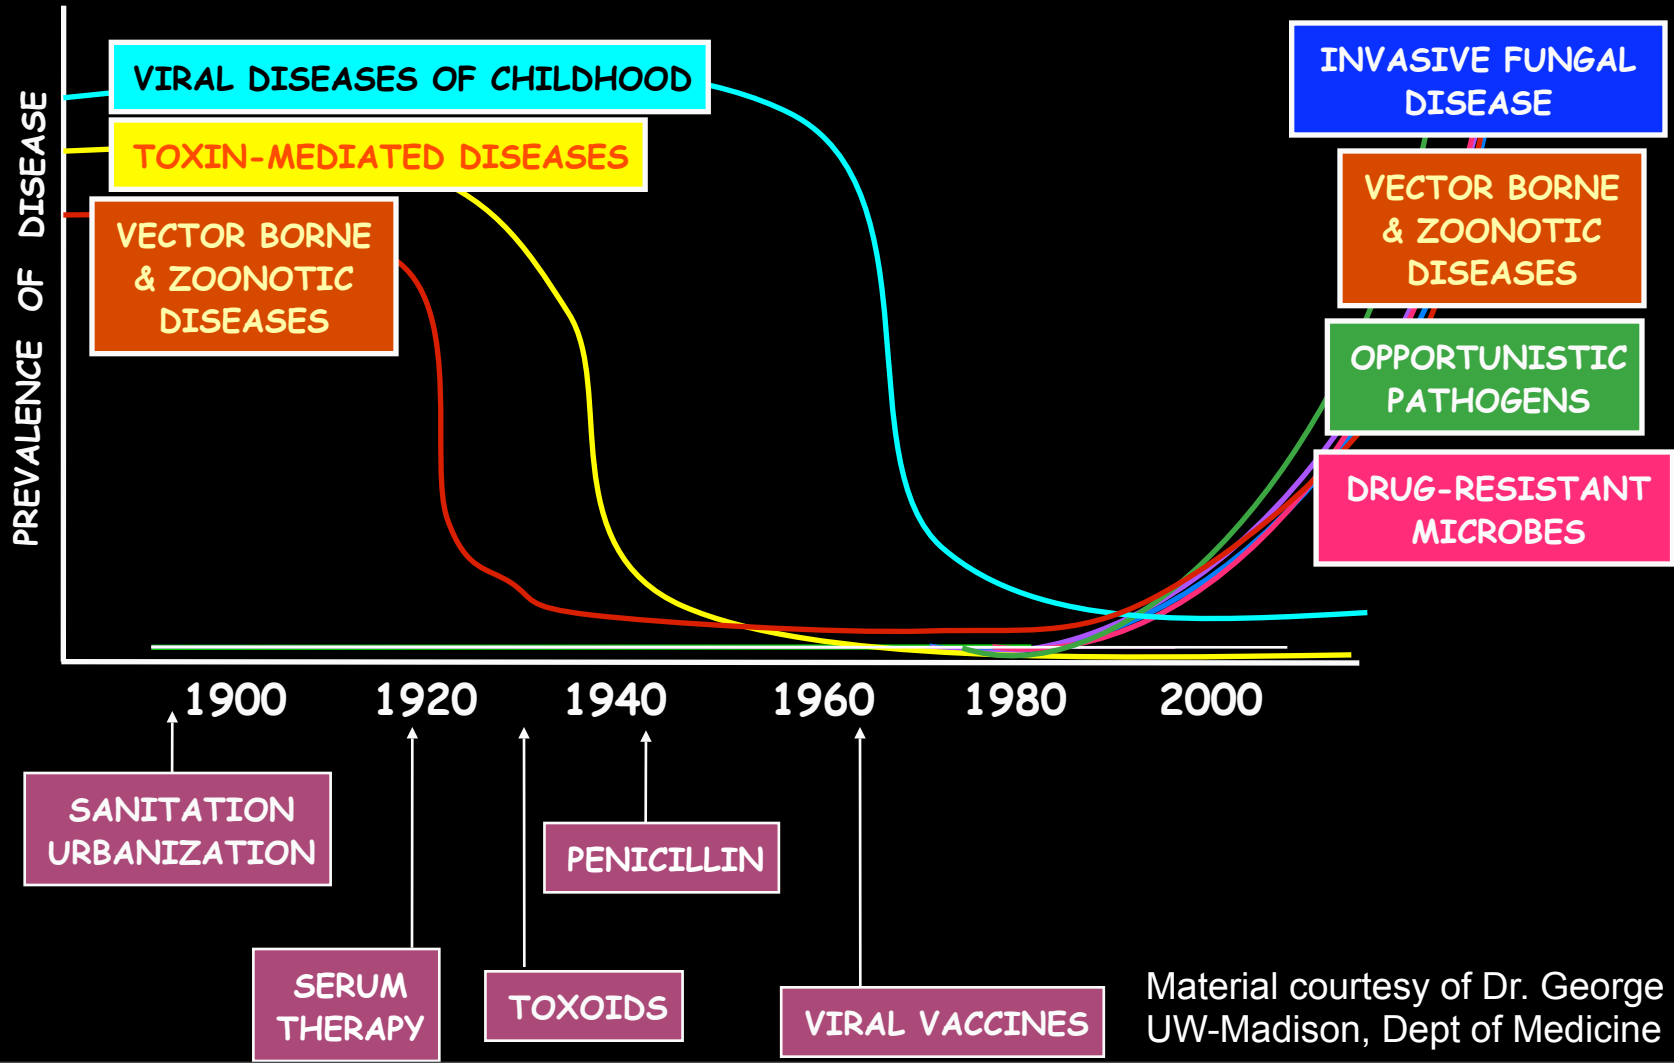 PREVALENCE OF DISEASE
VIRAL DISEASES OF CHILDHOOD
TOXIN-MEDIATED DISEASES
VECTOR BORNE
& ZOONOTIC
DISEASES
INVASIVE FUNGAL
DISEASE
VECTOR BORNE
& ZOONOTIC
DISEASES
OPPORTUNISTIC
PATHOGENS
DRUG-RESISTANT
MICROBES
1900 1920 1940 1960 1980 2000
SANITATION
URBANIZATION
SERUM
THERAPY
TOXOIDS
PENICILLIN
VIRAL VACCINES
Material courtesy of Dr. George
UW-Madison, Dept of Medicine